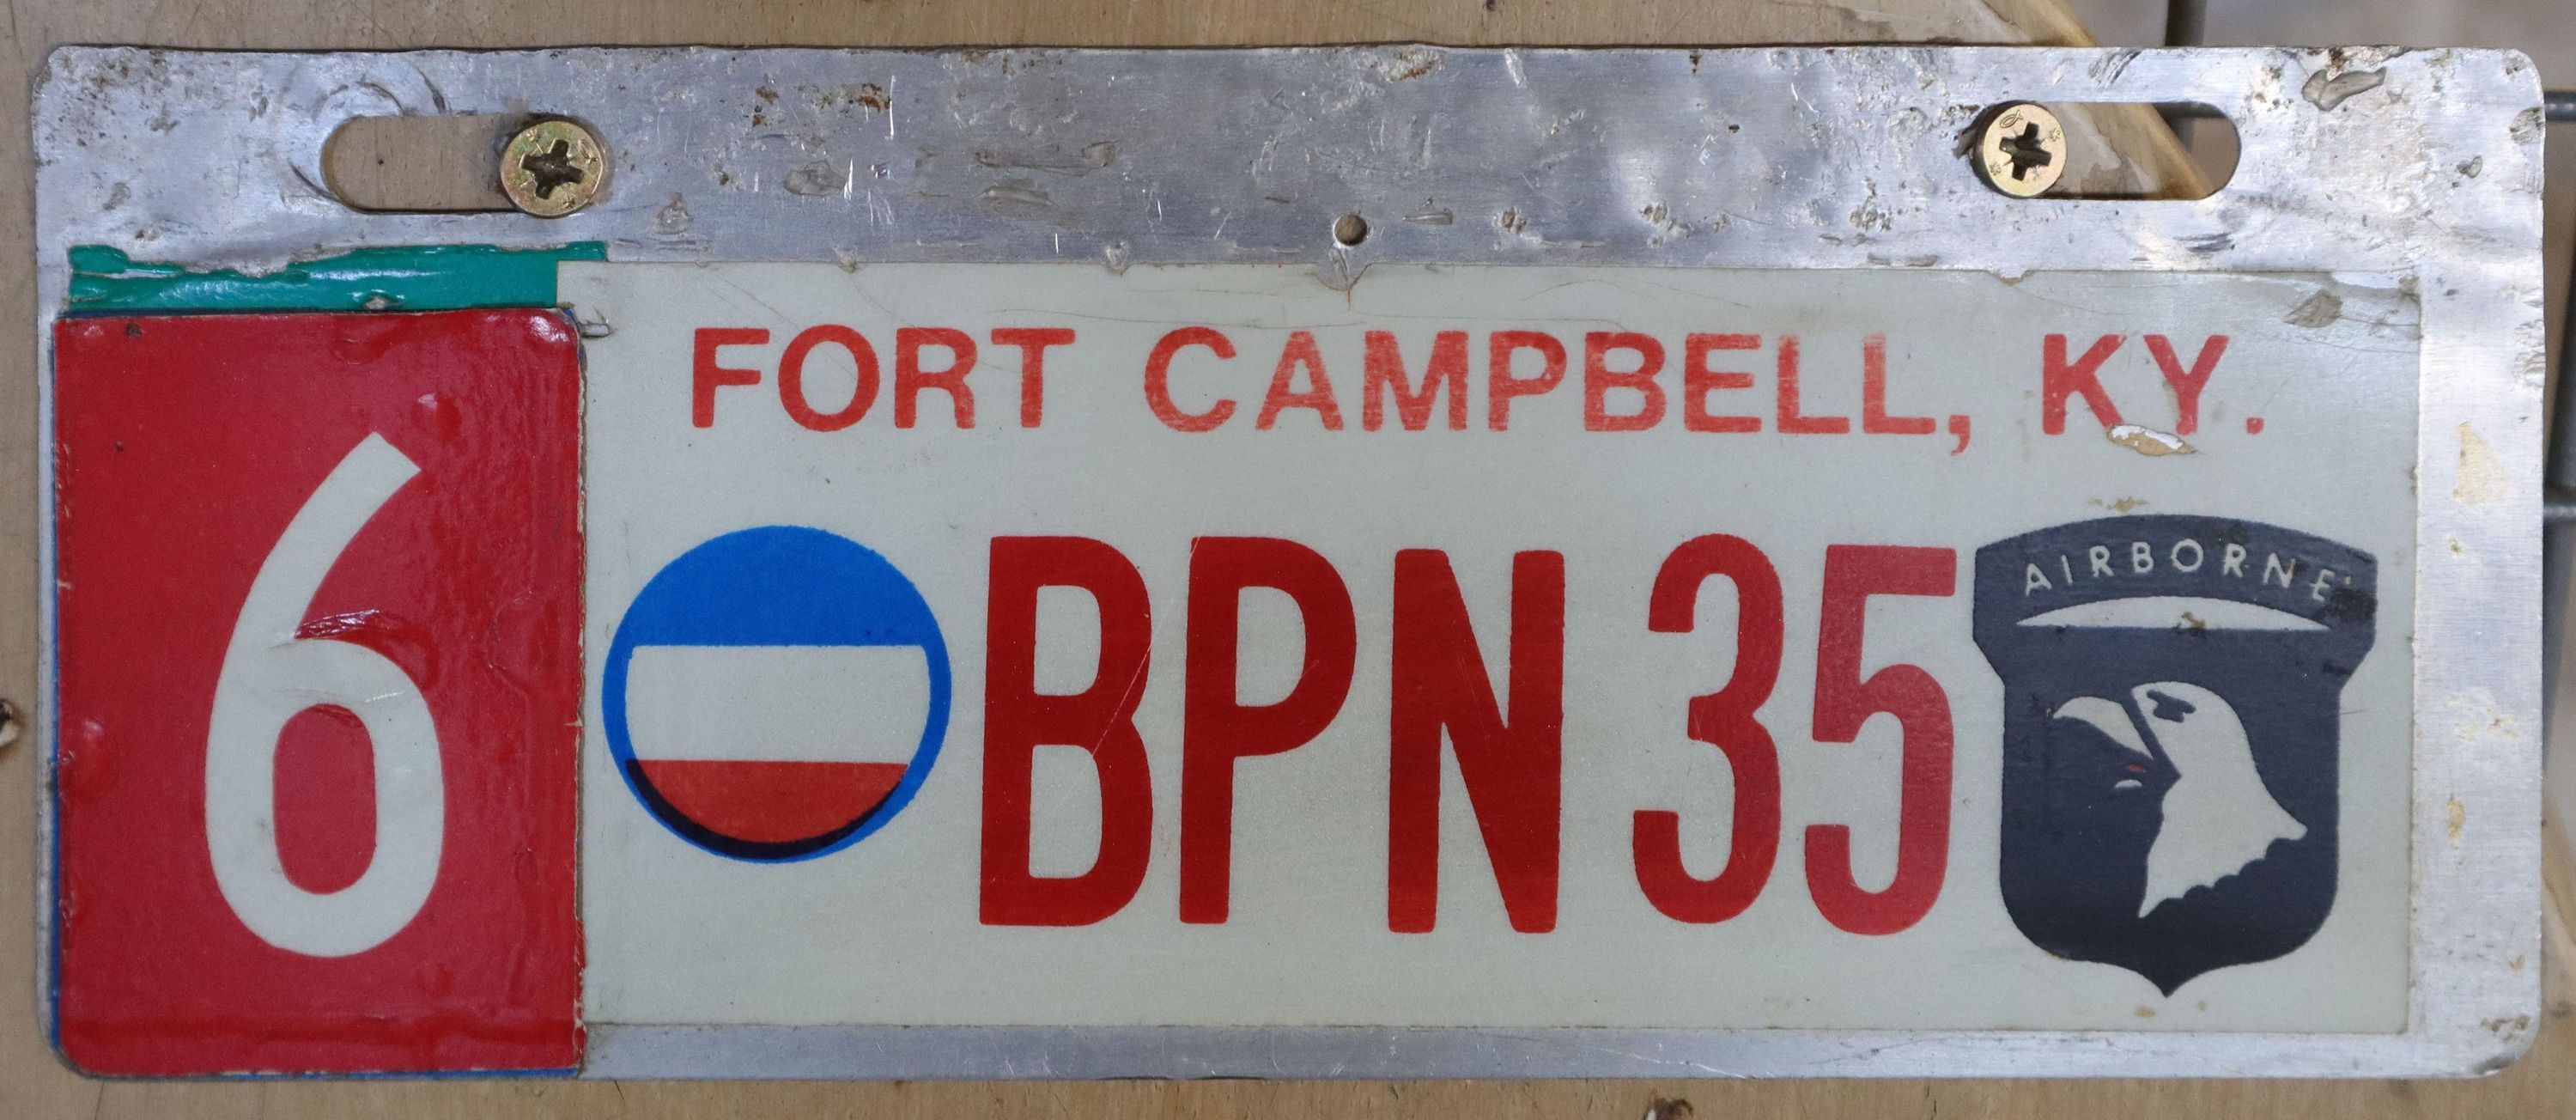 FORT CAMPBELL, KY.
6
BPN 35
AIRBORNE